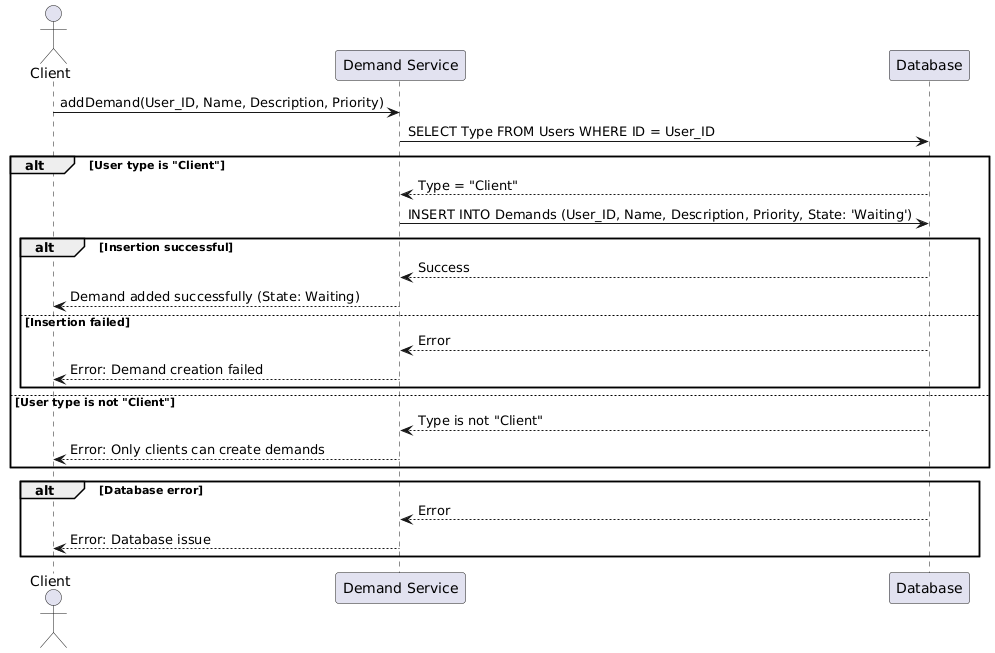 Client
Demand Service
Database
addDemand(User_ID, Name, Description, Priority)
SELECT Type FROM Users WHERE ID = User_ID
alt [User type is "Client"]
Type = "Client"
INSERT INTO Demands (User_ID, Name, Description, Priority, State: 'Waiting')
alt [Insertion successful]
Success
Demand added successfully (State: Waiting)
[Insertion failed]
Error
Error: Demand creation failed
[User type is not "Client"]
Type is not "Client"
Error: Only clients can create demands
alt [Database error]
Error
Error: Database issue
Client
Demand Service
Database